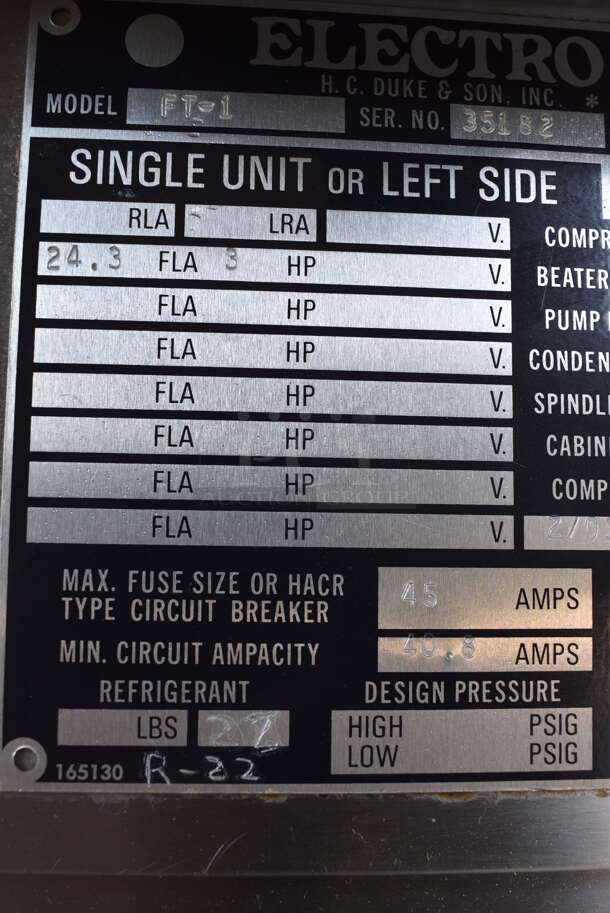 ELECTRO
H. C. DUKE & SON, INC. *
MODEL FT-1 SER. NO. 35182
SINGLE UNIT OR LEFT SIDE
RLA LRA V. COMPR
24.3 FLA 3 HP V. BEATER
FLA HP V. PUMP
FLA HP V. CONDEN
FLA HP V. SPINDL
FLA HP V. CABIN
FLA HP V. COMP
FLA HP V.
MAX. FUSE SIZE OR HACR
TYPE CIRCUIT BREAKER 45 AMPS
MIN. CIRCUIT AMPACITY 40.8 AMPS
REFRIGERANT DESIGN PRESSURE
LBS 22 HIGH PSIG
LOW PSIG
165130 R-22
AUCTION GROUP